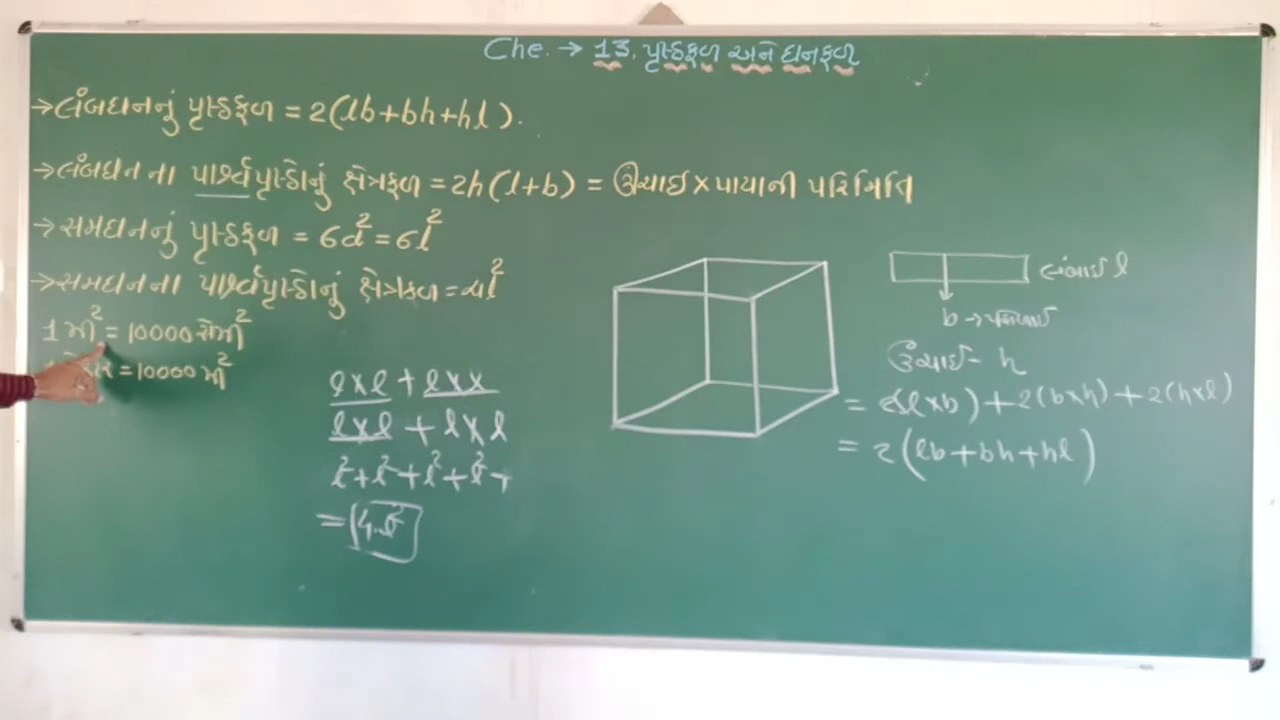 Che. → 13. પૃષ્ઠફળ અને ઘનફળ
→ લંબઘનનું પૃષ્ઠફળ = 2(lb+bh+hl).
→ લંબઘન ના પાર્શ્વપૃષ્ઠોનું ક્ષેત્રફળ = 2h(l+b) = ઊંચાઈ × પાયાની પરિમિતિ
→ સમઘનનું પૃષ્ઠફળ = 6a² = 6l²
→ સમઘનના પાર્શ્વપૃષ્ઠોનું ક્ષેત્રફળ = 4l²
1 મી² = 10000 સેમી²
= 10000 મી²
l×l + l××
l×l + l×l
l²+l²+l²+l²+
લંબાઈ l
b →
ઊંચાઈ - h
= 2(l×b) + 2(b×h) + 2(h×l)
= 2(lb+bh+hl)